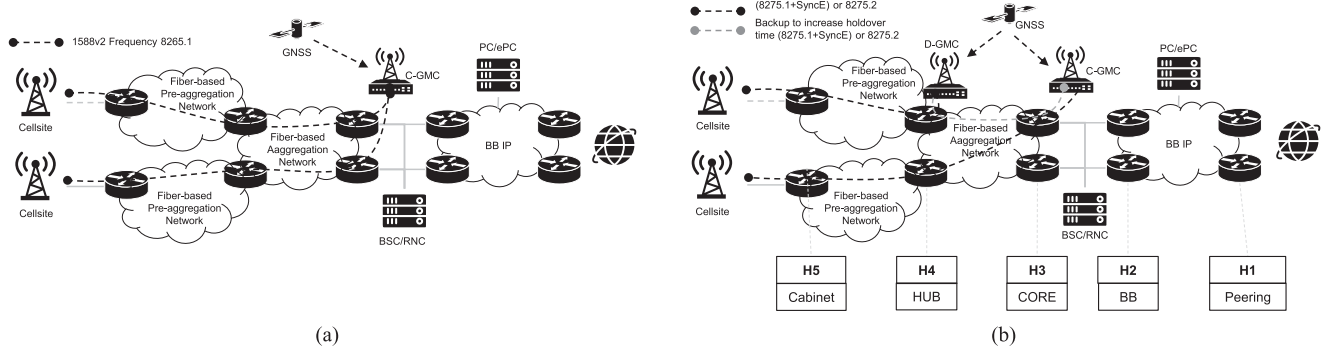 1588v2 Frequency 8265.1
GNSS
C-GMC
PC/ePC
Fiber-based
Pre-aggregation
Network
Cellsite
Fiber-based
Aaggregation
Network
BB IP
Cellsite
Fiber-based
Pre-aggregation
Network
BSC/RNC
(a)
(8275.1+SyncE) or 8275.2
Backup to increase holdover
time (8275.1+SyncE) or 8275.2
GNSS
D-GMC
C-GMC
PC/ePC
Fiber-based
Pre-aggregation
Network
Cellsite
Fiber-based
Aaggregation
Network
BB IP
Cellsite
Fiber-based
Pre-aggregation
Network
BSC/RNC
H5
Cabinet
H4
HUB
H3
CORE
H2
BB
H1
Peering
(b)